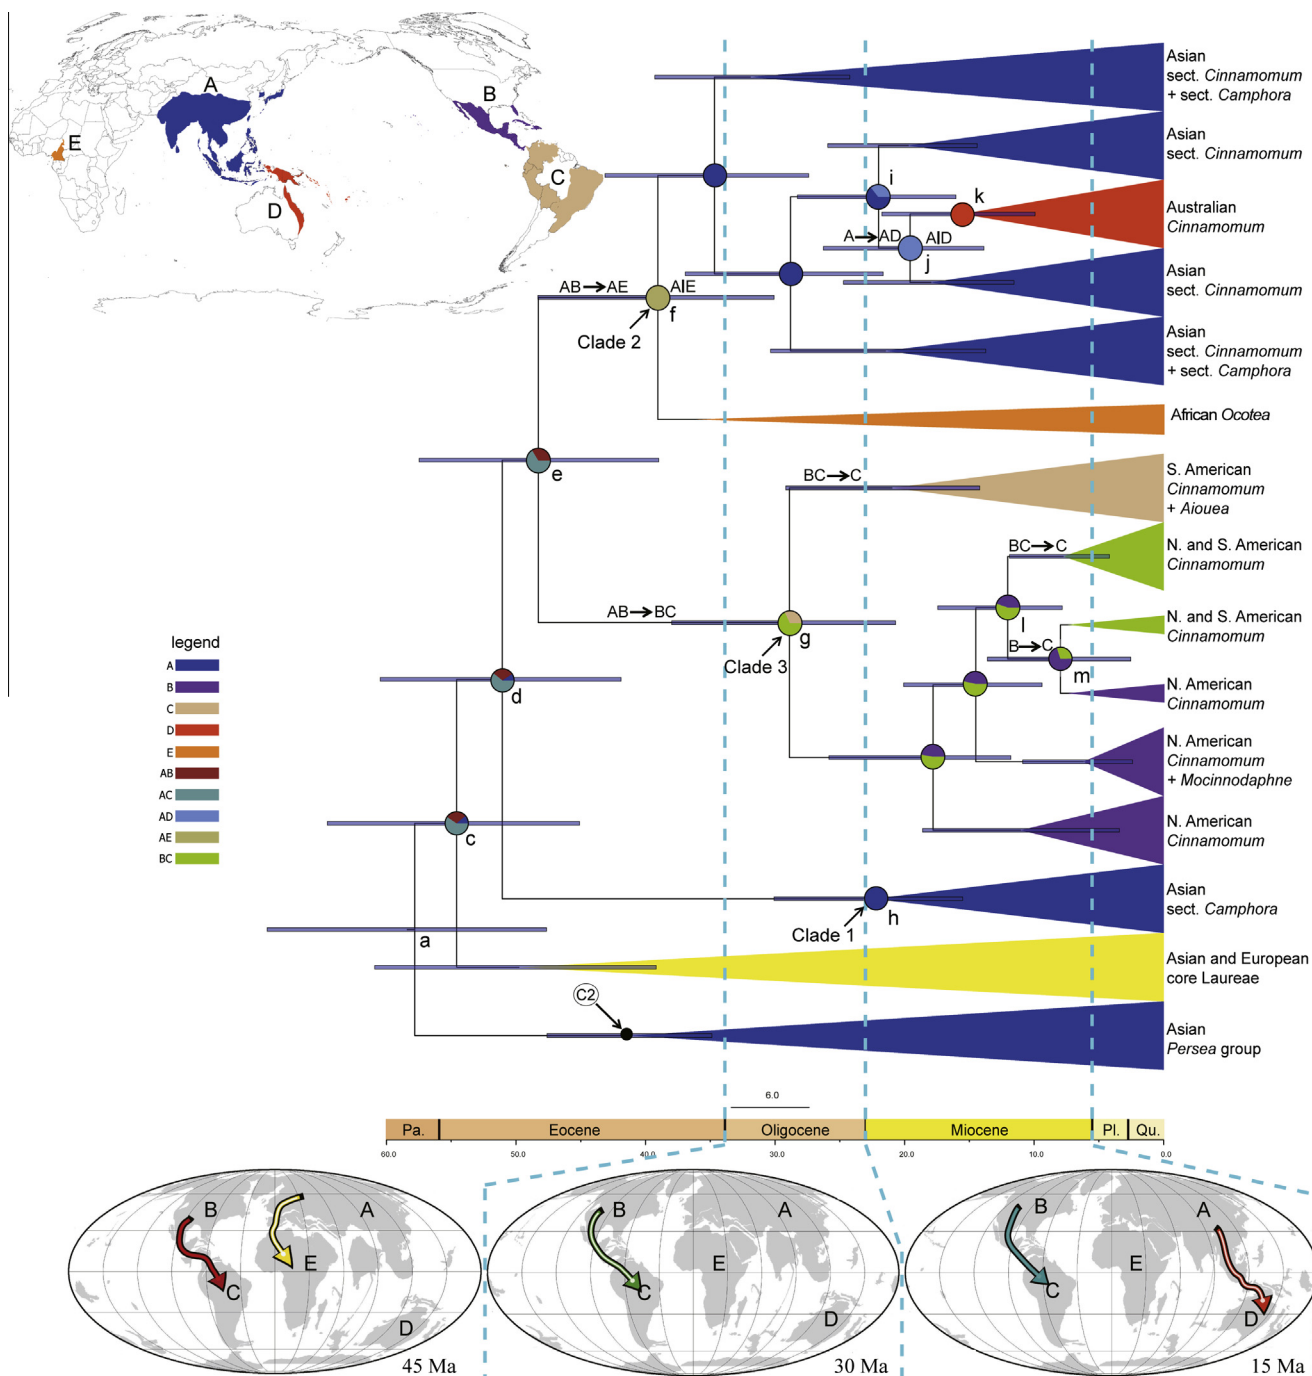 A
B
E
C
D
Asian
sect. Cinnamomum
+ sect. Camphora
Asian
sect. Cinnamomum
i
k
Australian
Cinnamomum
A→AD
A|D
j
Asian
sect. Cinnamomum
AB→AE
A|E
f
Clade 2
Asian
sect. Cinnamomum
+ sect. Camphora
African Ocotea
e
BC→C
S. American
Cinnamomum
+ Aiouea
BC→C
N. and S. American
Cinnamomum
AB→BC
g
Clade 3
l
B→C
m
N. and S. American
Cinnamomum
N. American
Cinnamomum
legend
A
B
C
D
E
AB
AC
AD
AE
BC
d
N. American
Cinnamomum
+ Mocinnodaphne
c
N. American
Cinnamomum
Asian
sect. Camphora
h
Clade 1
a
Asian and European
core Laureae
C2
Asian
Persea group
6.0
Pa.
Eocene
Oligocene
Miocene
Pl.
Qu.
60.0
50.0
40.0
30.0
20.0
10.0
0.0
B
A
E
C
D
45 Ma
B
A
E
C
D
30 Ma
B
A
E
C
D
15 Ma